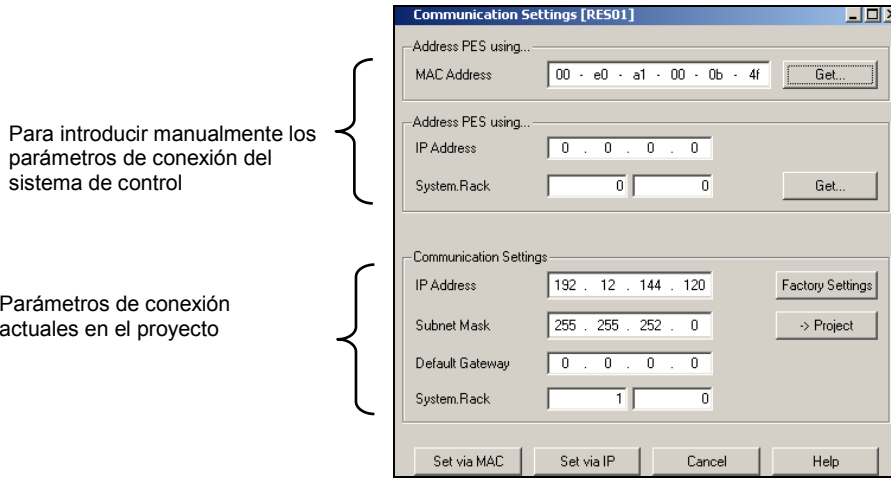 Communication Settings [RES01]
Address PES using...
MAC Address 00 - e0 - a1 - 00 - 0b - 4f Get...
Para introducir manualmente los
parámetros de conexión del
sistema de control
Address PES using...
IP Address 0 . 0 . 0 . 0
System.Rack 0 0 Get...
Parámetros de conexión
actuales en el proyecto
Communication Settings
IP Address 192 . 12 . 144 . 120 Factory Settings
Subnet Mask 255 . 255 . 252 . 0 -> Project
Default Gateway 0 . 0 . 0 . 0
System.Rack 1 0
Set via MAC Set via IP Cancel Help